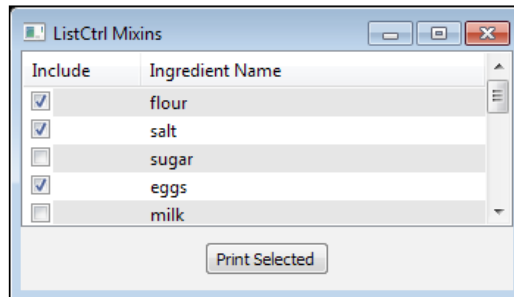 ListCtrl Mixins
Include Ingredient Name
flour
salt
sugar
eggs
milk
Print Selected